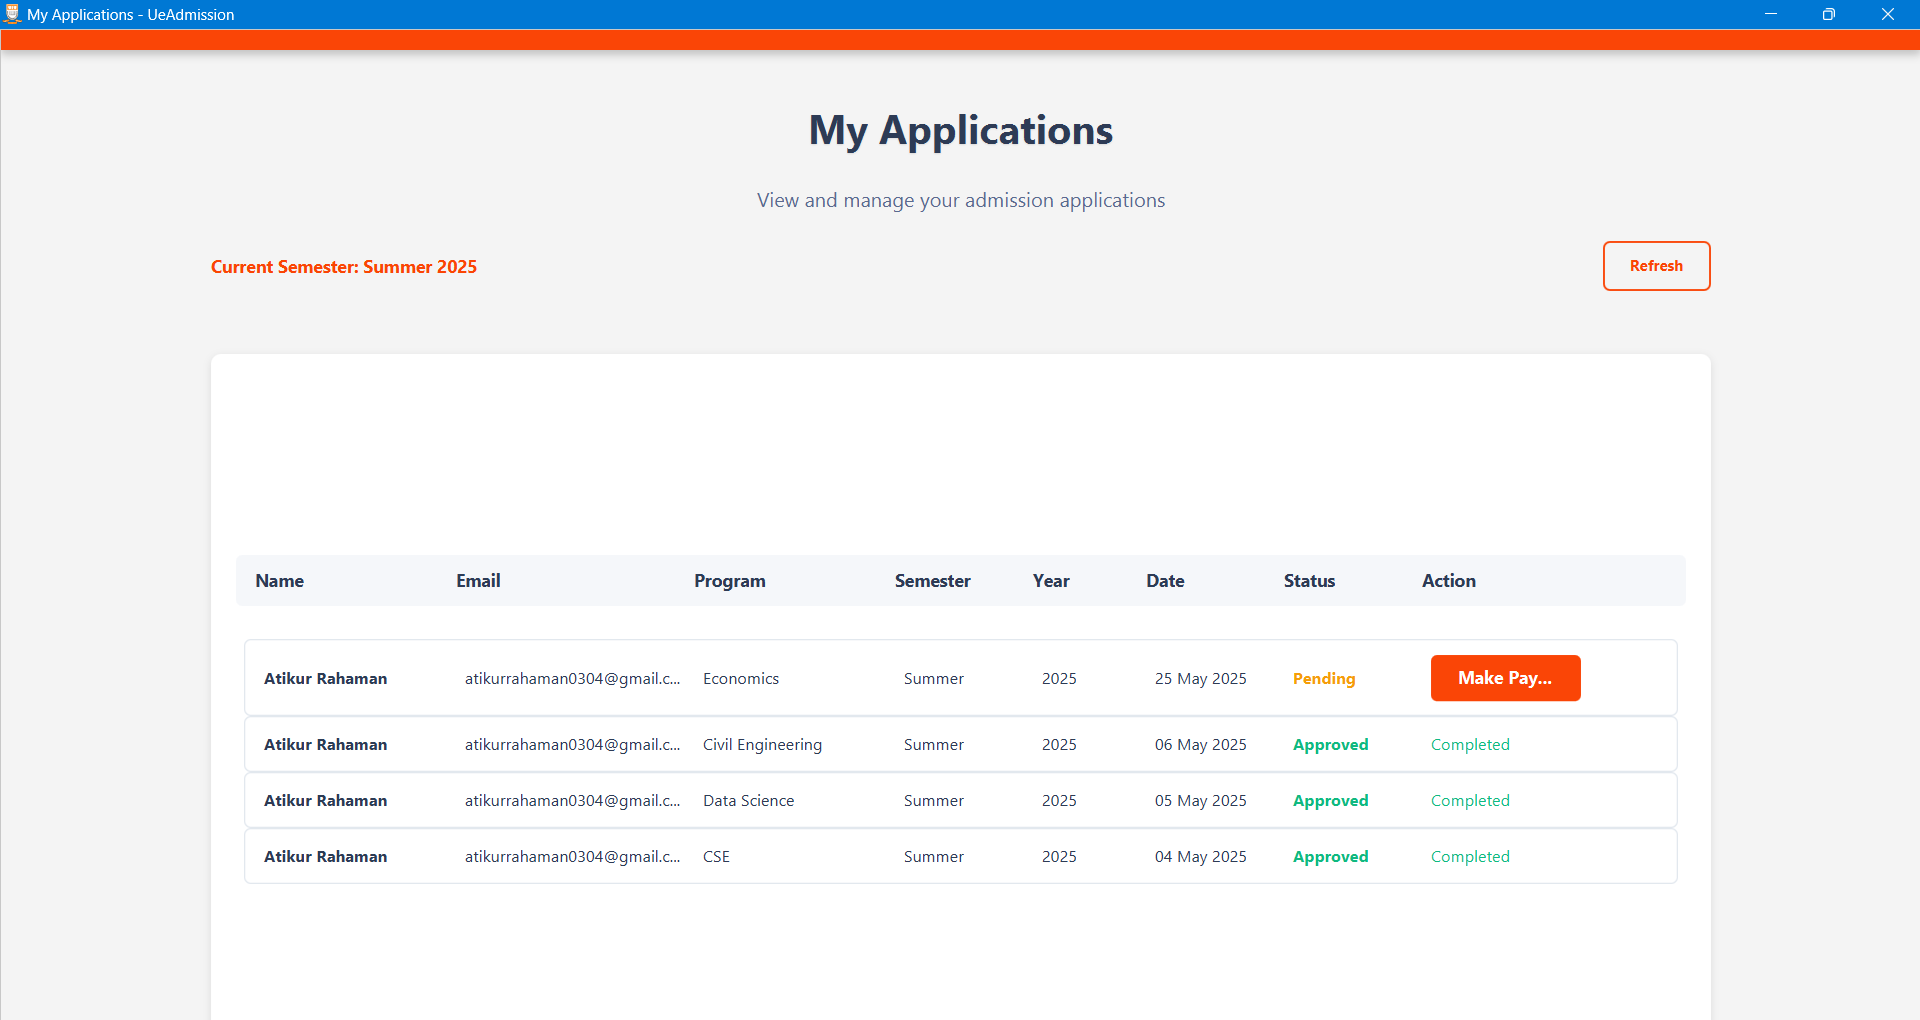 My Applications - UeAdmission
My Applications
View and manage your admission applications
Current Semester: Summer 2025
Refresh
Name Email Program Semester Year Date Status Action
Atikur Rahaman atikurrahaman0304@gmail.c... Economics Summer 2025 25 May 2025 Pending Make Pay...
Atikur Rahaman atikurrahaman0304@gmail.c... Civil Engineering Summer 2025 06 May 2025 Approved Completed
Atikur Rahaman atikurrahaman0304@gmail.c... Data Science Summer 2025 05 May 2025 Approved Completed
Atikur Rahaman atikurrahaman0304@gmail.c... CSE Summer 2025 04 May 2025 Approved Completed